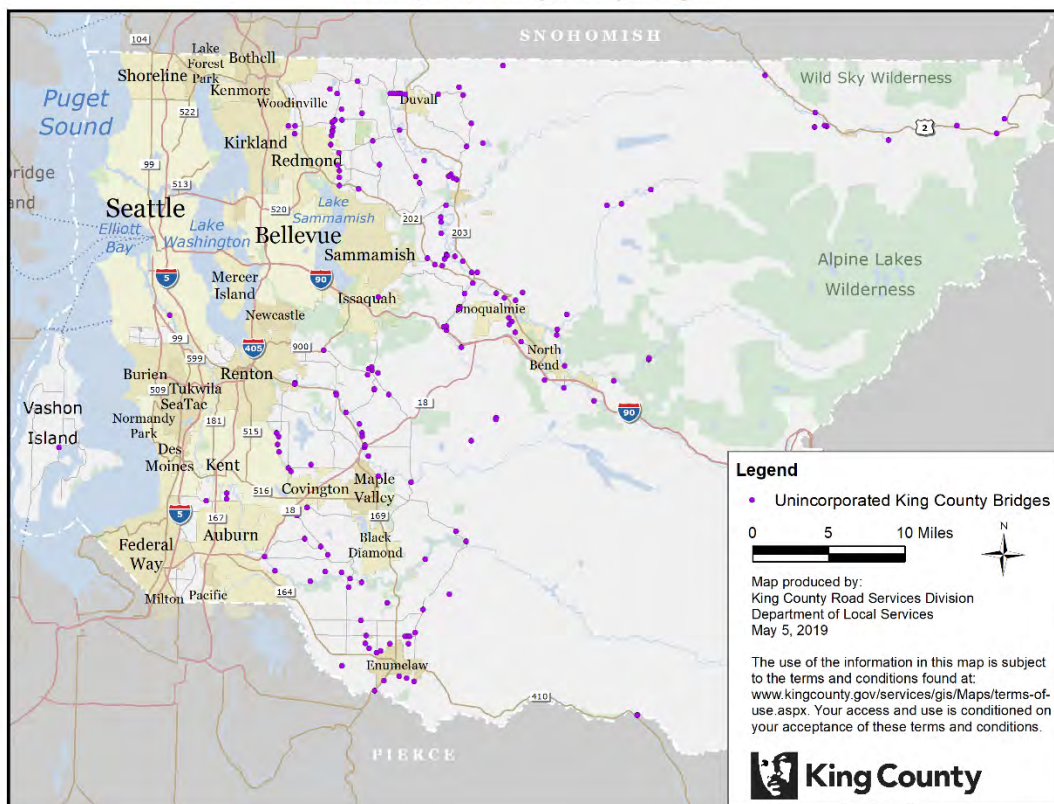 SNOHOMISH
104
Lake
Forest
Park
Bothell
Shoreline
Kenmore
Woodinville
Duvall
Wild Sky Wilderness
Puget
Sound
522
2
Kirkland
Redmond
99
513
Seattle
520
Lake
Sammamish
202
203
Elliott
Bay
Lake
Washington
Bellevue
Sammamish
Alpine Lakes
Wilderness
5
90
Mercer
Island
Issaquah
Newcastle
Snoqualmie
99
599
405
900
North
Bend
Burien
Renton
509
Tukwila
SeaTac
18
90
Vashon
Island
Normandy
Park
181
515
Des
Moines
Kent
516
Covington
Maple
Valley
5
167
18
169
Auburn
Black
Diamond
Federal
Way
164
Milton
Pacific
Enumclaw
410
PIERCE
Legend
Unincorporated King County Bridges
0 5 10 Miles
N
Map produced by:
King County Road Services Division
Department of Local Services
May 5, 2019
The use of the information in this map is subject
to the terms and conditions found at:
www.kingcounty.gov/services/gis/Maps/terms-of-
use.aspx. Your access and use is conditioned on
your acceptance of these terms and conditions.
King County